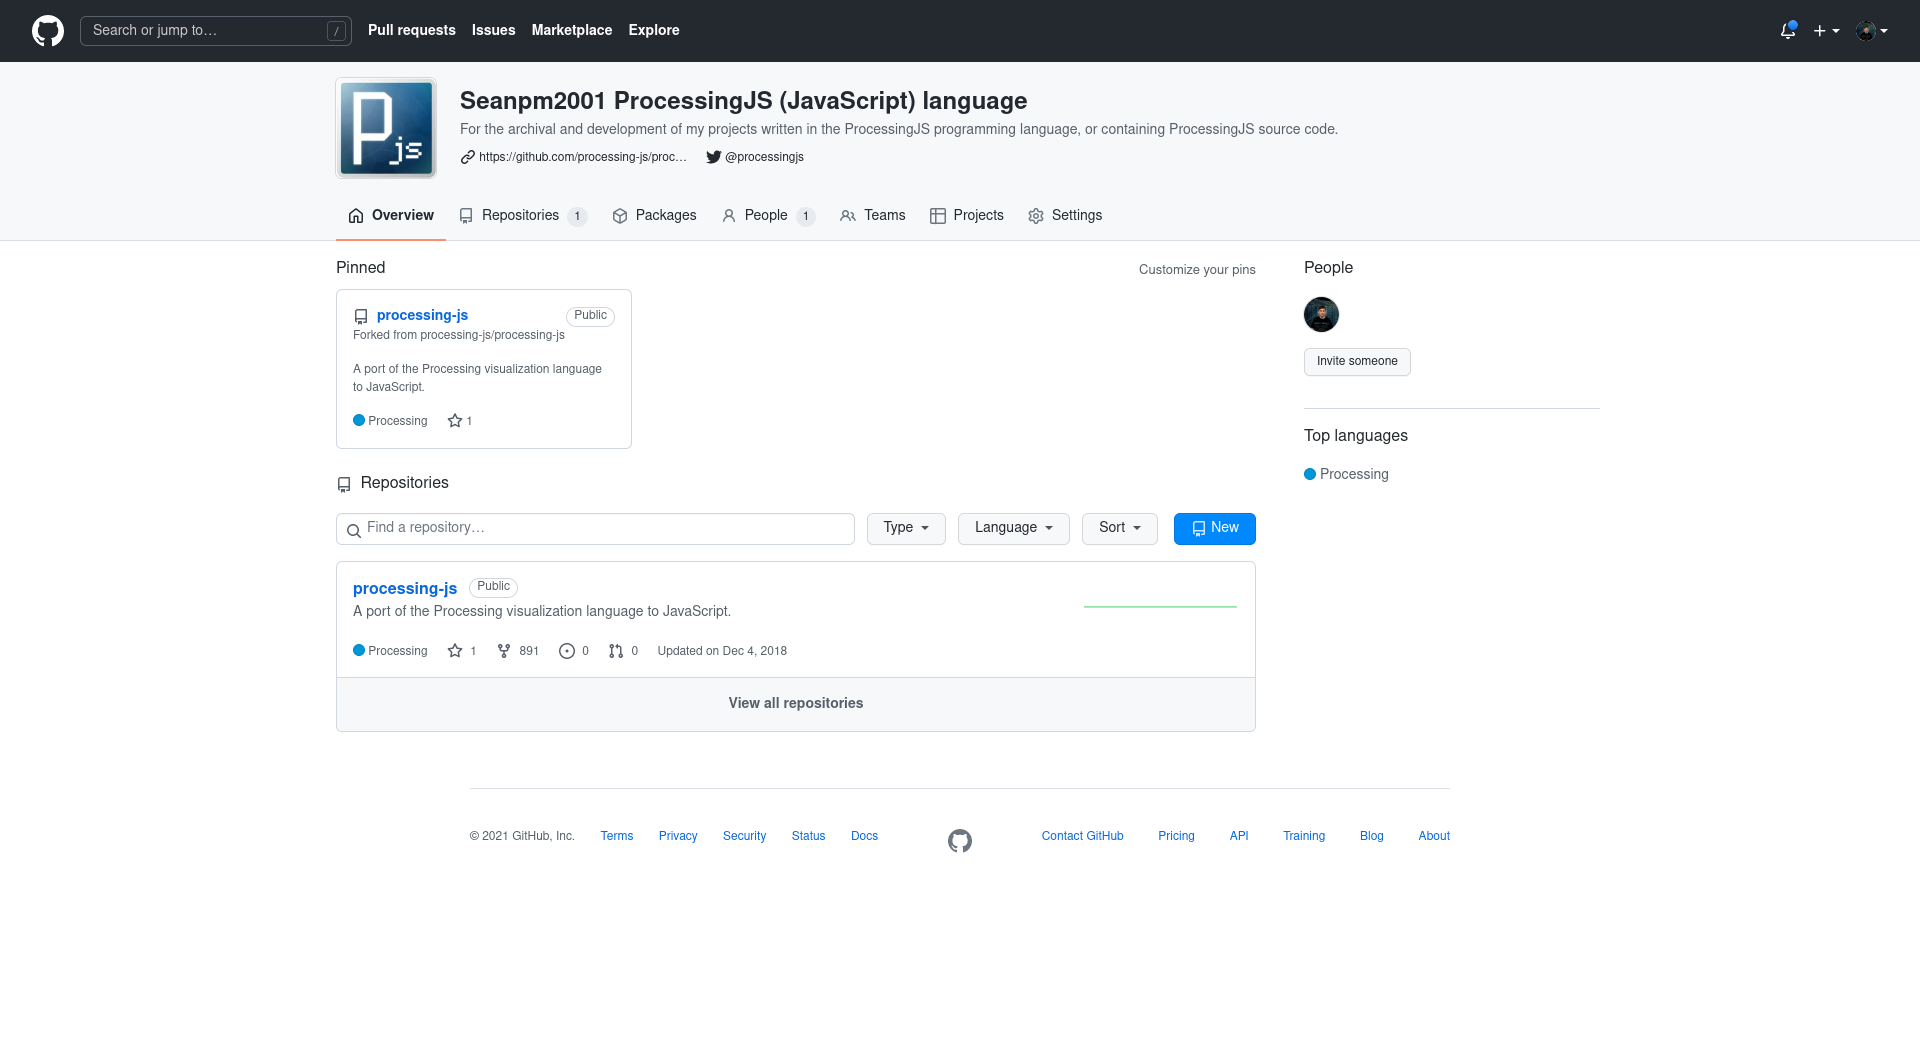 Search or jump to… /
Pull requests Issues Marketplace Explore
P js
Seanpm2001 ProcessingJS (JavaScript) language
For the archival and development of my projects written in the ProcessingJS programming language, or containing ProcessingJS source code.
https://github.com/processing-js/proc… @processingjs
Overview Repositories 1 Packages People 1 Teams Projects Settings
Pinned
Customize your pins
processing-js Public
Forked from processing-js/processing-js
A port of the Processing visualization language
to JavaScript.
Processing 1
Repositories
Find a repository… Type Language Sort New
processing-js Public
A port of the Processing visualization language to JavaScript.
Processing 1 891 0 0 Updated on Dec 4, 2018
View all repositories
People
Invite someone
Top languages
Processing
© 2021 GitHub, Inc. Terms Privacy Security Status Docs Contact GitHub Pricing API Training Blog About